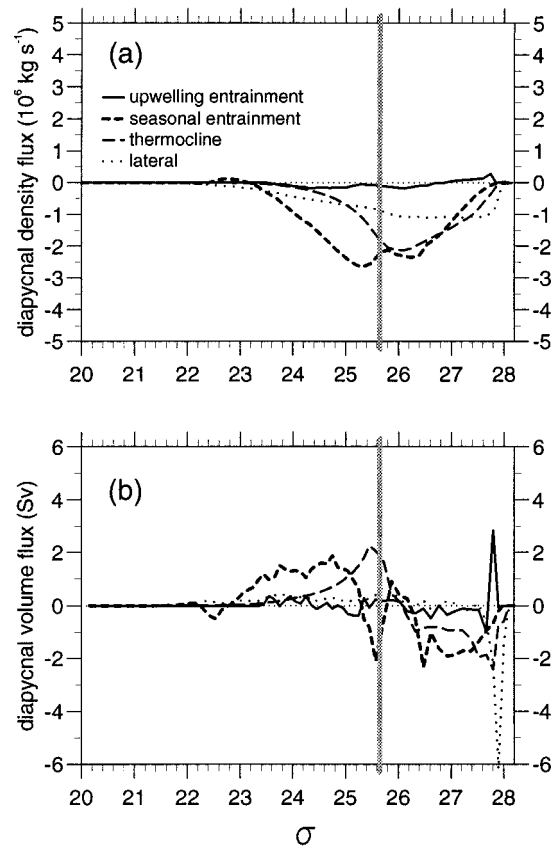 (a)
upwelling entrainment
seasonal entrainment
thermocline
lateral
diapycnal density flux (10⁶ kg s⁻¹)
5 5
4 4
3 3
2 2
1 1
0 0
-1 -1
-2 -2
-3 -3
-4 -4
-5 -5
20 21 22 23 24 25 26 27 28
(b)
diapycnal volume flux (Sv)
6 6
4 4
2 2
0 0
-2 -2
-4 -4
-6 -6
20 21 22 23 24 25 26 27 28
σ